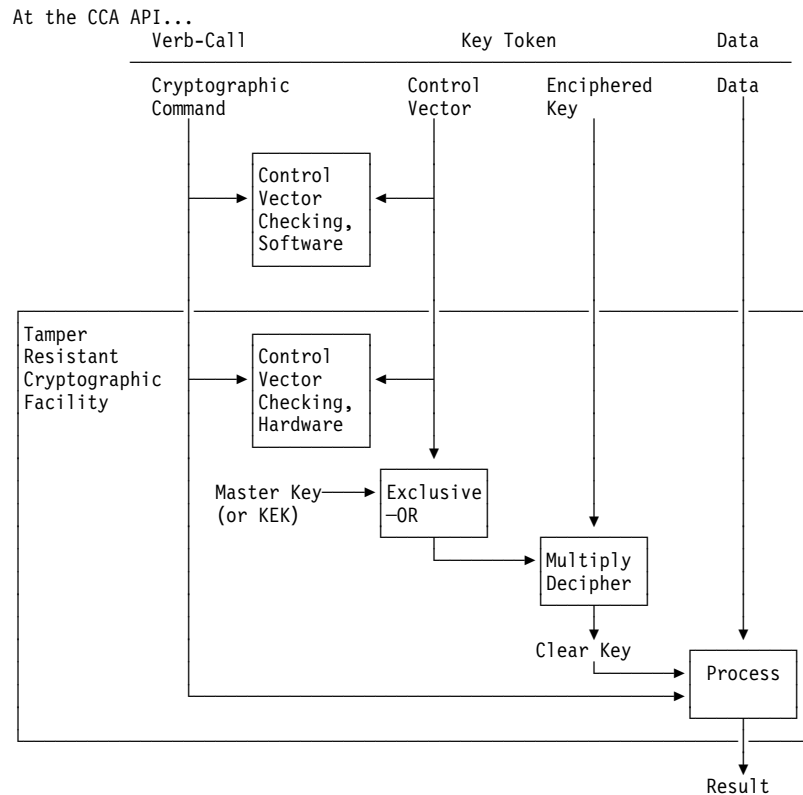 At the CCA API...
Verb-Call Key Token Data
Cryptographic Command
Control Vector
Enciphered Key
Data
Control
Vector
Checking,
Software
Tamper
Resistant
Cryptographic
Facility
Control
Vector
Checking,
Hardware
Master Key
(or KEK)
Exclusive
—OR
Multiply
Decipher
Clear Key
Process
Result